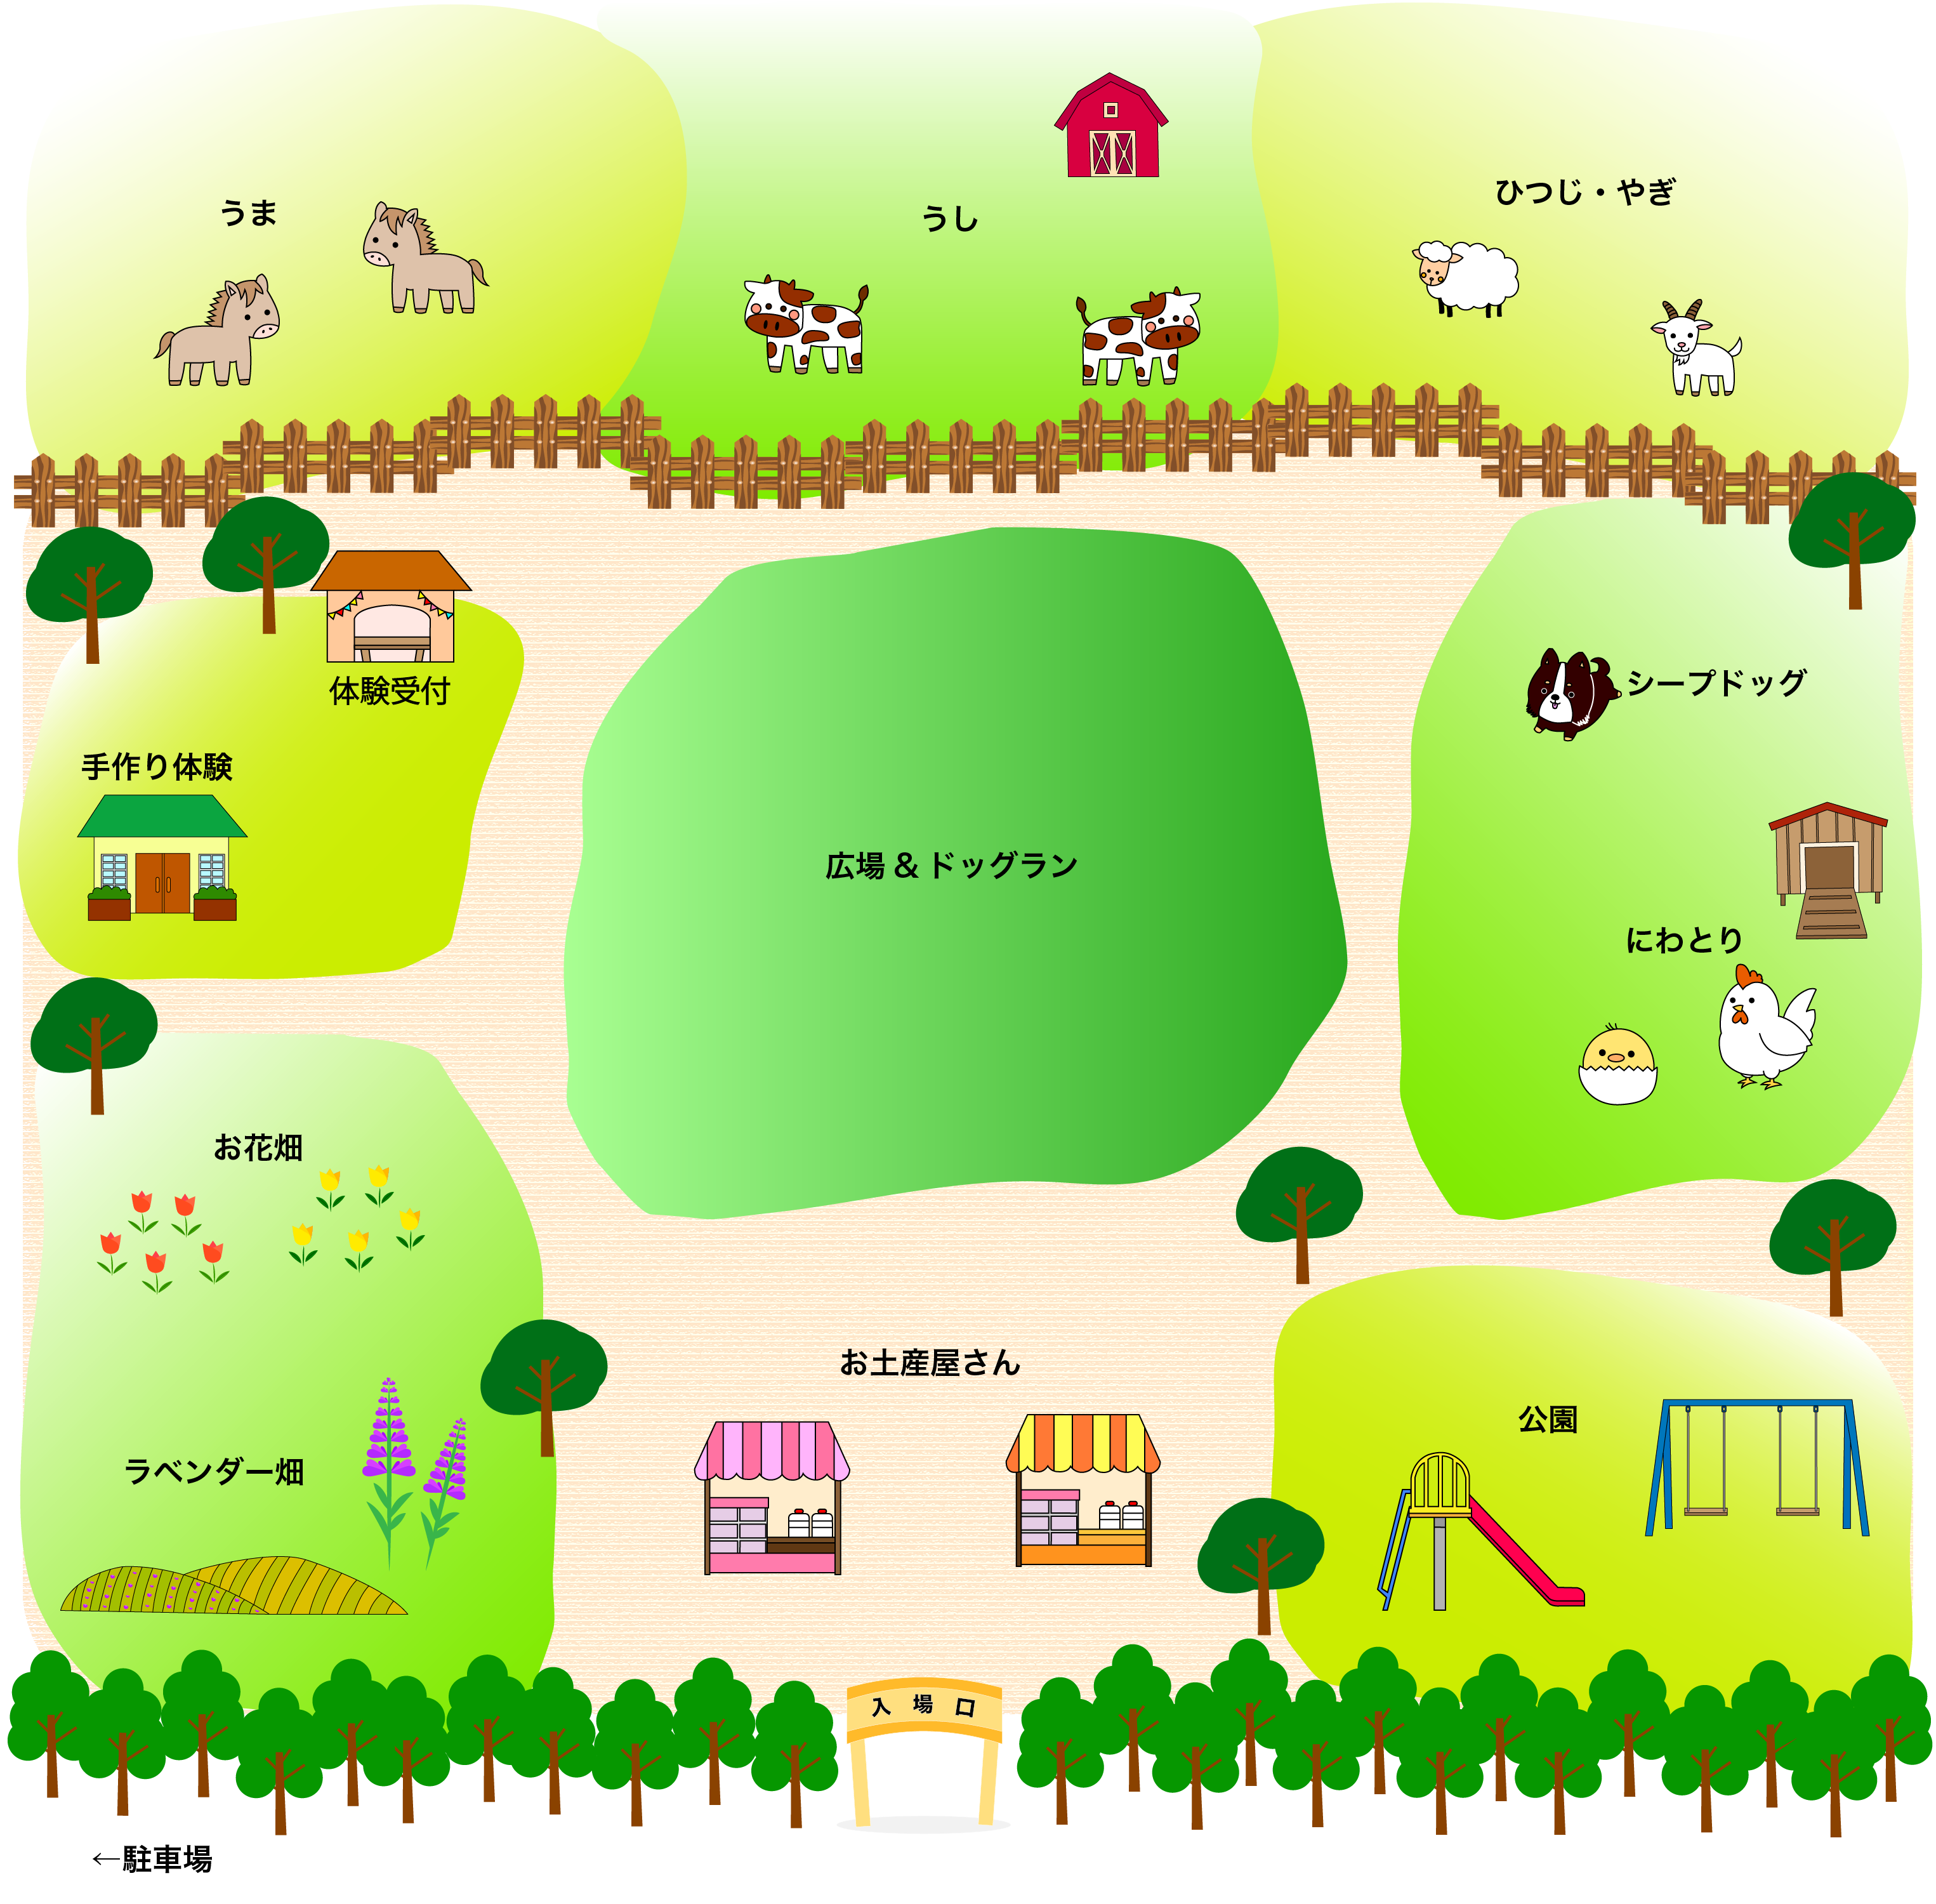 うま
うし
ひつじ・やぎ
体験受付
シープドッグ
手作り体験
広場 & ドッグラン
にわとり
お花畑
お土産屋さん
公園
ラベンダー畑
入場口
←駐車場